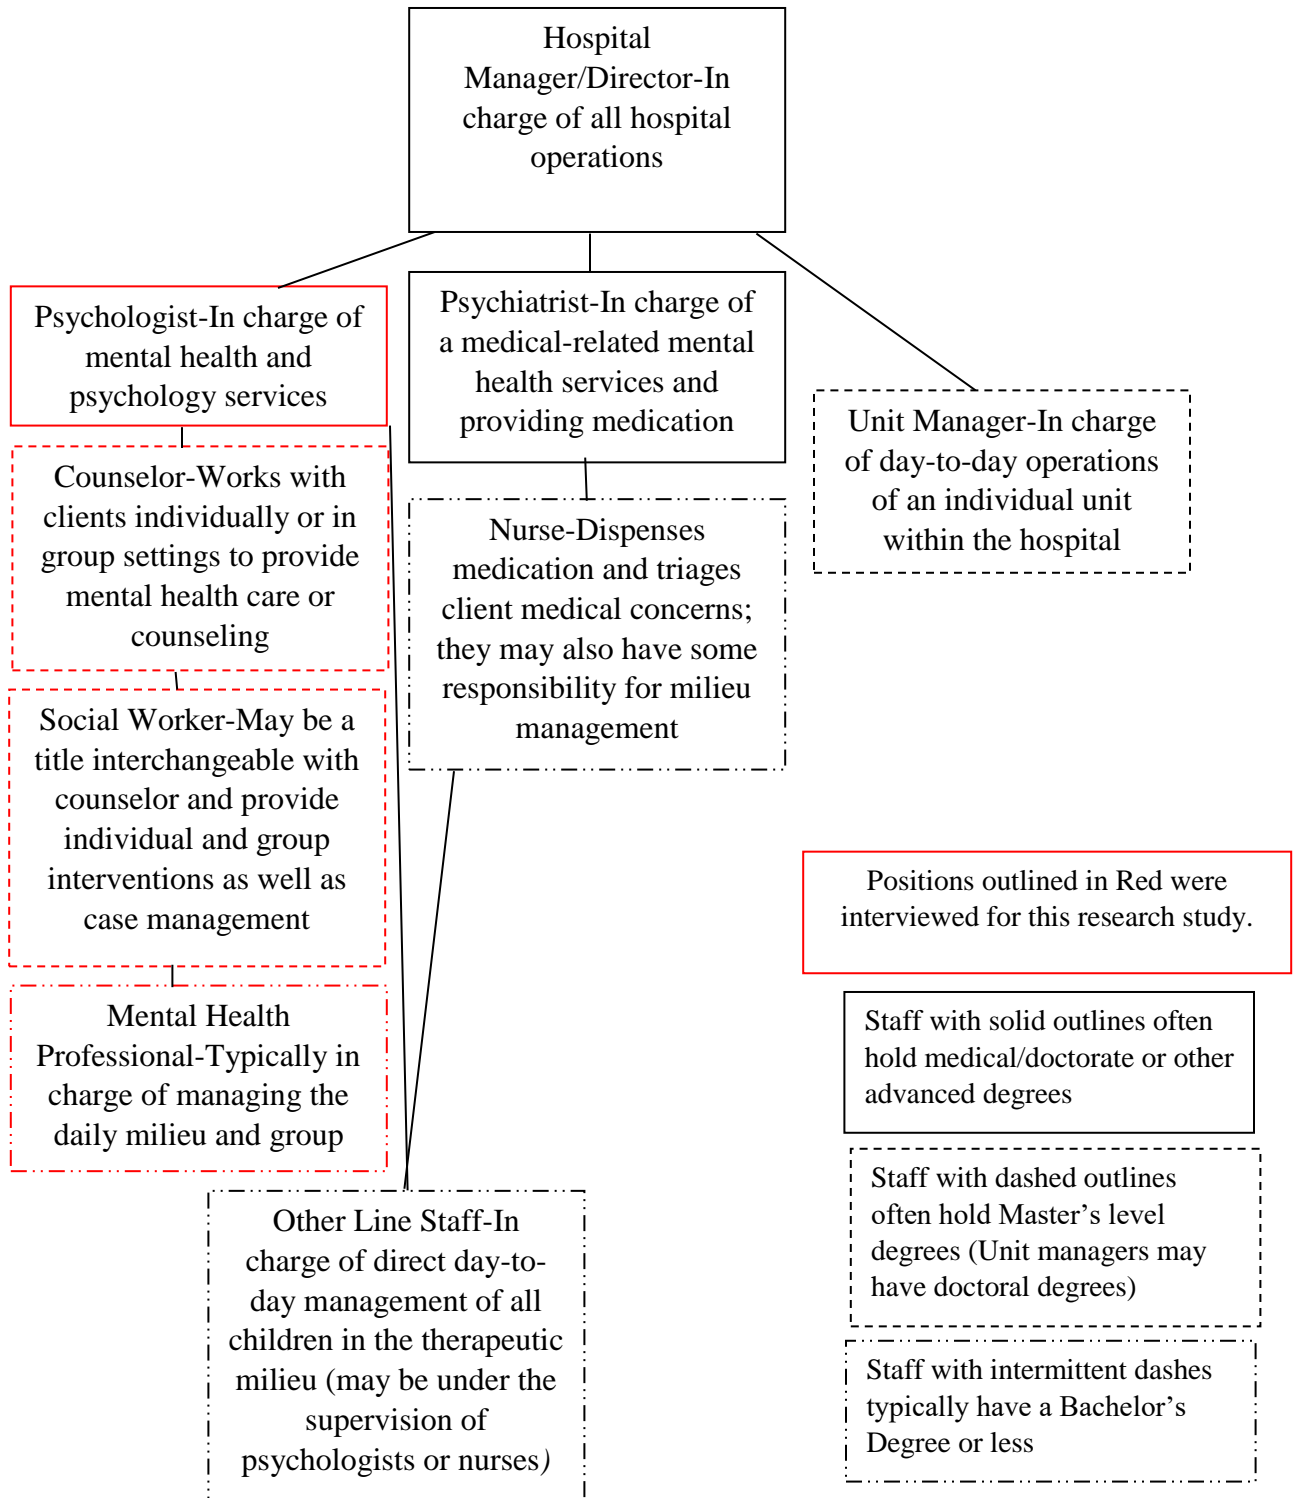 Hospital
Manager/Director-In
charge of all hospital
operations
Psychologist-In charge of
mental health and
psychology services
Psychiatrist-In charge of
a medical-related mental
health services and
providing medication
Unit Manager-In charge
of day-to-day operations
of an individual unit
within the hospital
Counselor-Works with
clients individually or in
group settings to provide
mental health care or
counseling
Nurse-Dispenses
medication and triages
client medical concerns;
they may also have some
responsibility for milieu
management
Social Worker-May be a
title interchangeable with
counselor and provide
individual and group
interventions as well as
case management
Mental Health
Professional-Typically in
charge of managing the
daily milieu and group
Other Line Staff-In
charge of direct day-to-
day management of all
children in the therapeutic
milieu (may be under the
supervision of
psychologists or nurses)
Positions outlined in Red were
interviewed for this research study.
Staff with solid outlines often
hold medical/doctorate or other
advanced degrees
Staff with dashed outlines
often hold Master’s level
degrees (Unit managers may
have doctoral degrees)
Staff with intermittent dashes
typically have a Bachelor’s
Degree or less